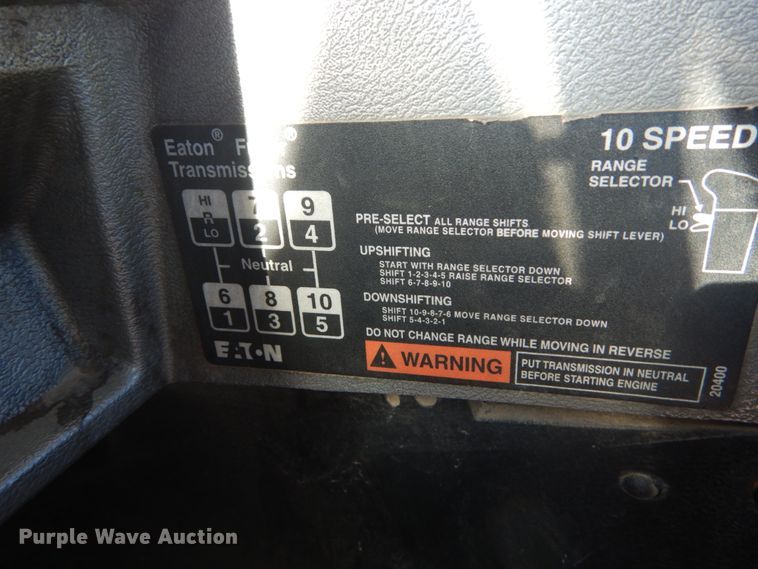 Eaton® F ®
Transmissions
10 SPEED
RANGE
SELECTOR
HI
LO
HI
R
LO
7
2
9
4
Neutral
6
1
8
3
10
5
EATON
PRE-SELECT ALL RANGE SHIFTS
(MOVE RANGE SELECTOR BEFORE MOVING SHIFT LEVER)
UPSHIFTING
START WITH RANGE SELECTOR DOWN
SHIFT 1-2-3-4-5 RAISE RANGE SELECTOR
SHIFT 6-7-8-9-10
DOWNSHIFTING
SHIFT 10-9-8-7-6 MOVE RANGE SELECTOR DOWN
SHIFT 5-4-3-2-1
DO NOT CHANGE RANGE WHILE MOVING IN REVERSE
WARNING
PUT TRANSMISSION IN NEUTRAL
BEFORE STARTING ENGINE
20400
Purple Wave Auction